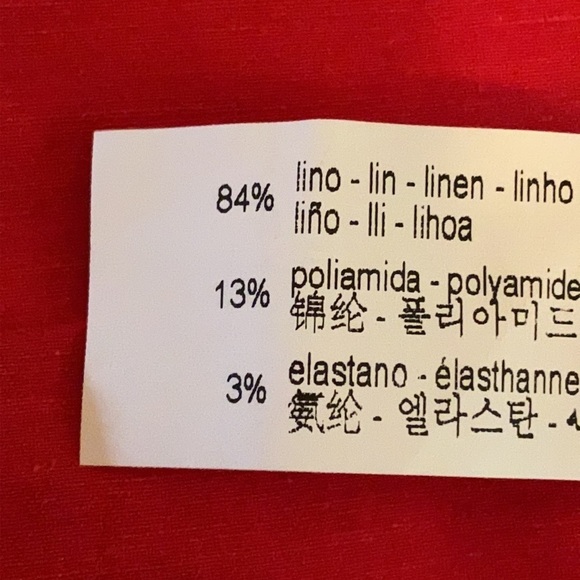 84% lino - lin - linen - linho
liño - lli - lihoa
13% poliamida - polyamide
锦纶 - 폴리아미드
3% elastano - élasthanne
氨纶 - 엘라스탄 -